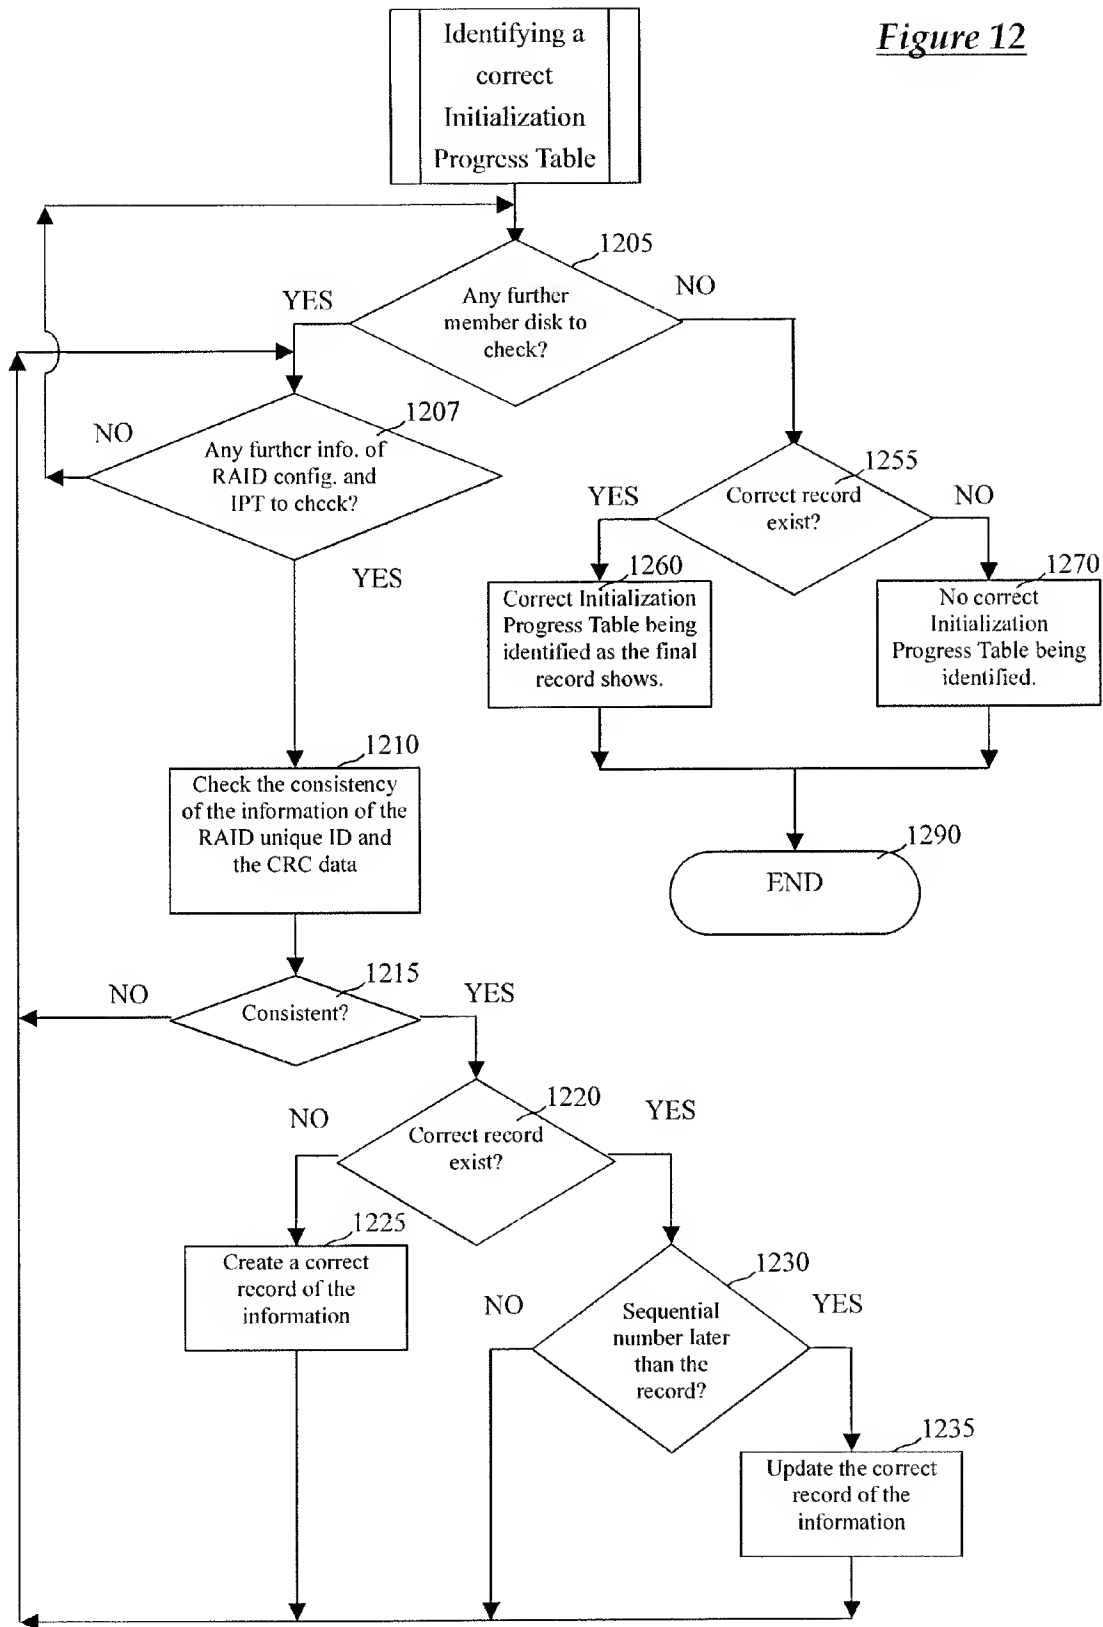 Identifying a
correct
Initialization
Progress Table
Figure 12
1205
YES
Any further
member disk to
check?
NO
1207
NO
Any further info. of
RAID config. and
IPT to check?
YES
1255
YES
Correct record
exist?
NO
1260
Correct Initialization
Progress Table being
identified as the final
record shows.
1270
No correct
Initialization
Progress Table being
identified.
1210
Check the consistency
of the information of the
RAID unique ID and
the CRC data
1290
END
1215
NO
Consistent?
YES
1220
NO
Correct record
exist?
YES
1225
Create a correct
record of the
information
1230
NO
Sequential
number later
than the
record?
YES
1235
Update the correct
record of the
information